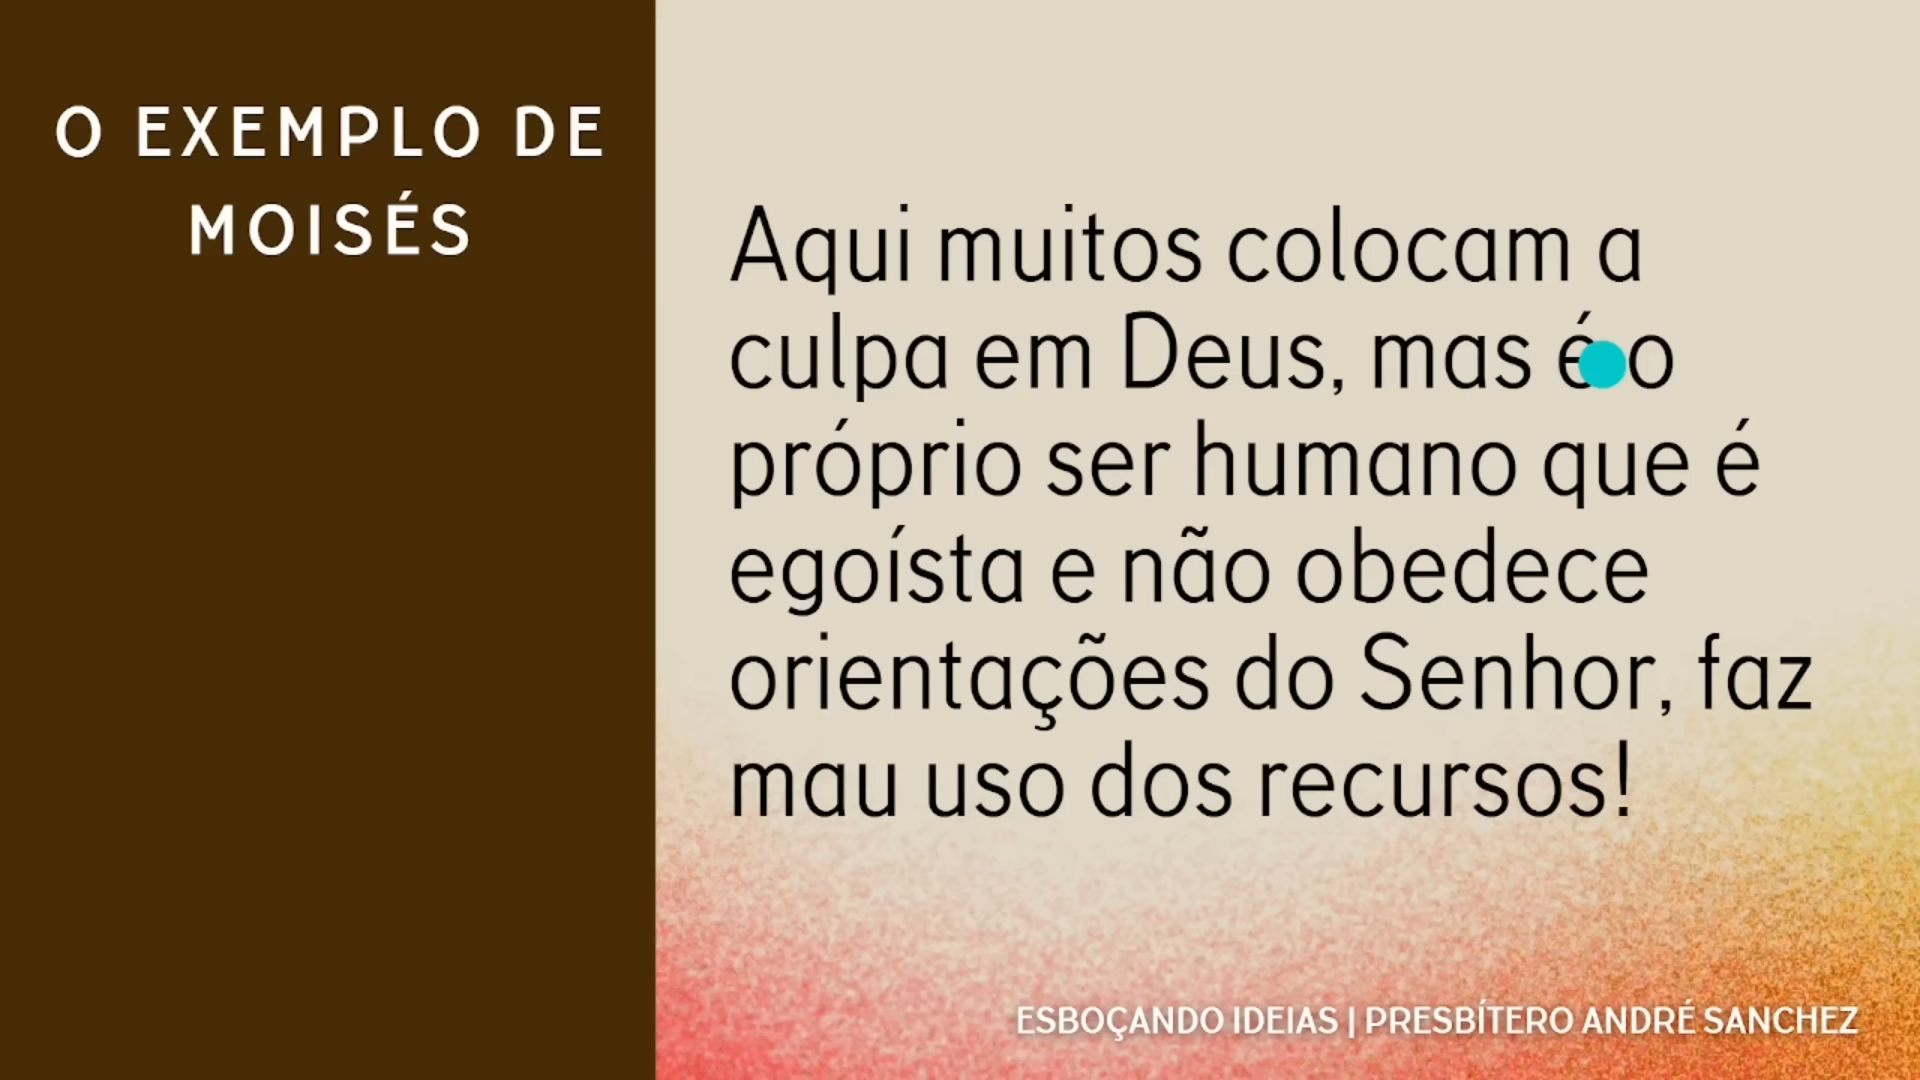 O EXEMPLO DE
MOISÉS
Aqui muitos colocam a
culpa em Deus, mas é o
próprio ser humano que é
egoísta e não obedece
orientações do Senhor, faz
mau uso dos recursos!
ESBOÇANDO IDEIAS | PRESBÍTERO ANDRÉ SANCHEZ